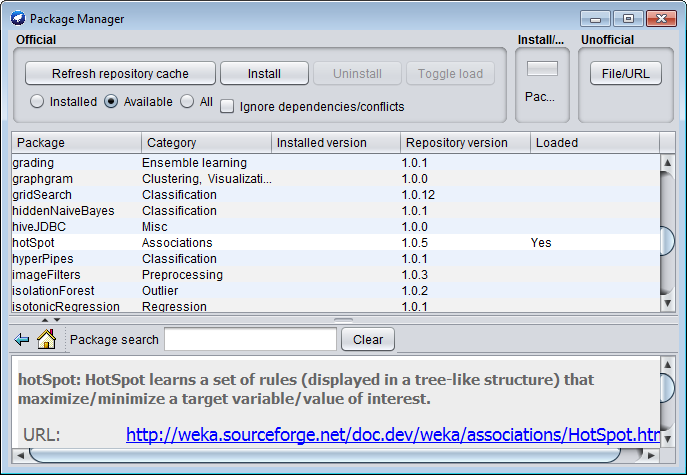 Package Manager
Official
Install/...
Unofficial
Refresh repository cache
Install
Uninstall
Toggle load
File/URL
Installed
Available
All
Ignore dependencies/conflicts
Pac...
Package Category Installed version Repository version Loaded
grading Ensemble learning 1.0.1
graphgram Clustering, Visualizati... 1.0.0
gridSearch Classification 1.0.12
hiddenNaiveBayes Classification 1.0.1
hiveJDBC Misc 1.0.0
hotSpot Associations 1.0.5 Yes
hyperPipes Classification 1.0.1
imageFilters Preprocessing 1.0.3
isolationForest Outlier 1.0.2
isotonicRegression Regression 1.0.1
Package search
Clear
hotSpot: HotSpot learns a set of rules (displayed in a tree-like structure) that
maximize/minimize a target variable/value of interest.
URL: http://weka.sourceforge.net/doc.dev/weka/associations/HotSpot.htm